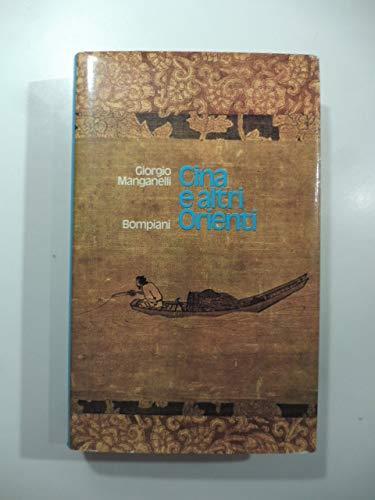 Giorgio
Manganelli
Bompiani
Cina
e altri
Orienti